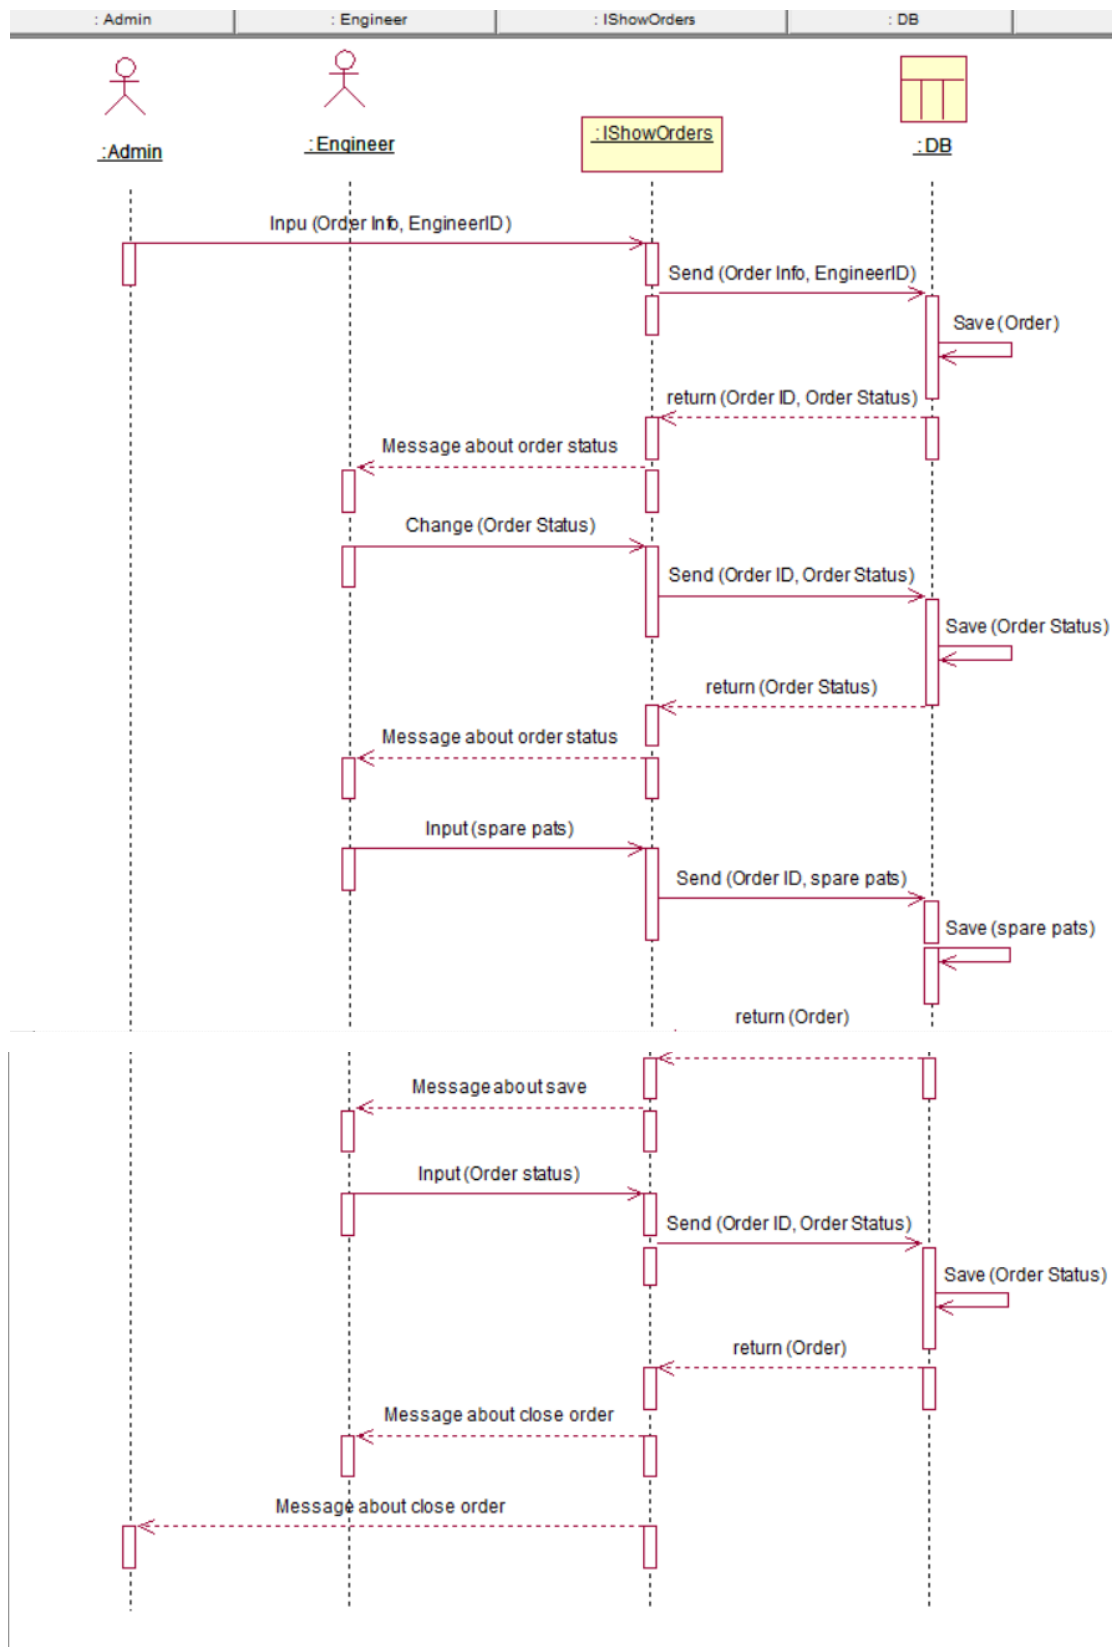 : Admin
: Engineer
: IShowOrders
: DB
:Admin
:Engineer
:IShowOrders
:DB
Inpu (Order Info, EngineerID)
Send (Order Info, EngineerID)
Save (Order)
return (Order ID, Order Status)
Message about order status
Change (Order Status)
Send (Order ID, Order Status)
Save (Order Status)
return (Order Status)
Message about order status
Input (spare pats)
Send (Order ID, spare pats)
Save (spare pats)
return (Order)
Message about save
Input (Order status)
Send (Order ID, Order Status)
Save (Order Status)
return (Order)
Message about close order
Message about close order